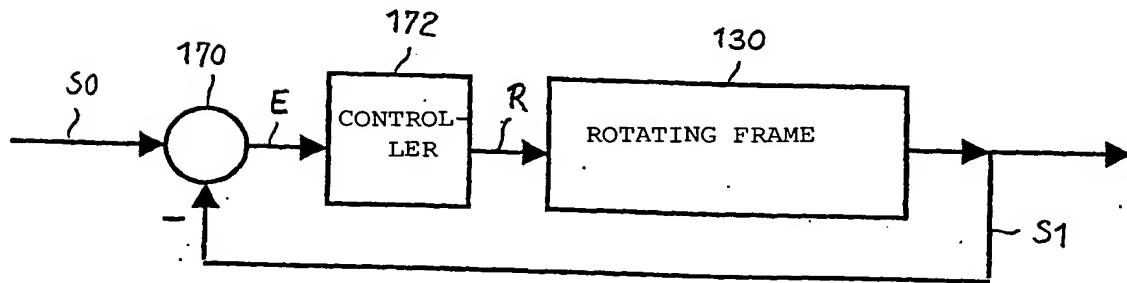 170
172
130
S0
E
CONTROL-
LER
R
ROTATING FRAME
−
S1